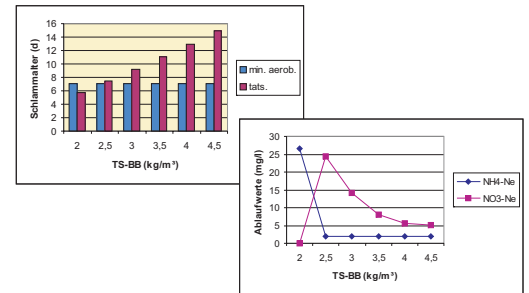 16
14
12
10
8
6
4
2
0
Schlammalter (d)
2 2,5 3 3,5 4 4,5
TS-BB (kg/m³)
min. aerob.
tats.
30
25
20
15
10
5
0
Ablaufwerte (mg/l)
2 2,5 3 3,5 4 4,5
TS-BB (kg/m³)
NH4-Ne
NO3-Ne